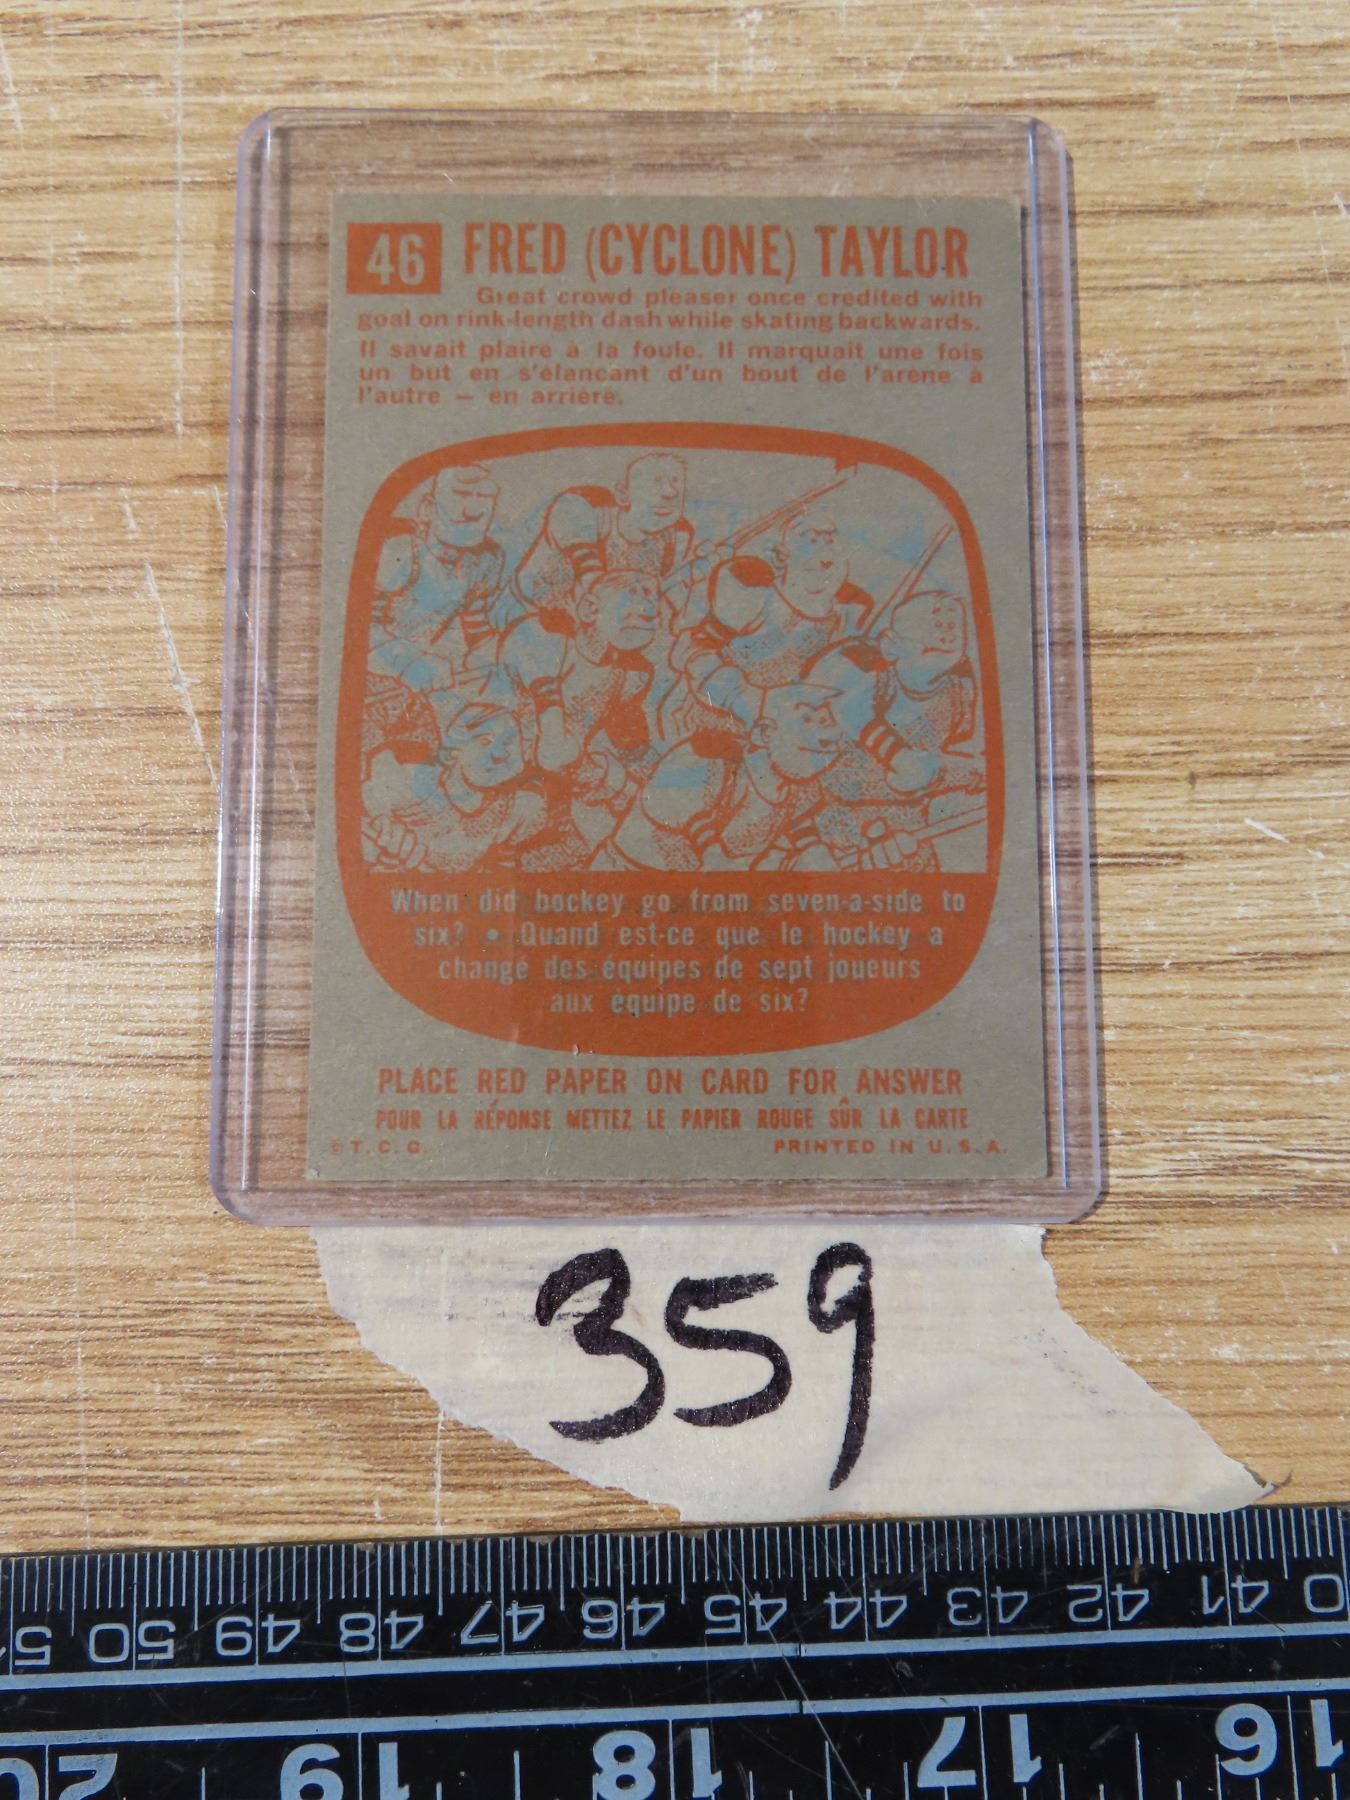 46 FRED (CYCLONE) TAYLOR
Great crowd pleaser once credited with
goal on rink-length dash while skating backwards.
Il savait plaire à la foule. Il marquait une fois
un but en s'élancant d'un bout de l'arène à
l'autre — en arrière.
When did hockey go from seven-a-side to
six? • Quand est-ce que le hockey a
changé des équipes de sept joueurs
aux équipe de six?
PLACE RED PAPER ON CARD FOR ANSWER
POUR LA RÉPONSE METTEZ LE PAPIER ROUGE SÛR LA CARTE
© T. C. G. PRINTED IN U. S. A.
359
50 49 48 47 46 45 44 43 42 41
20 19 18 17 16